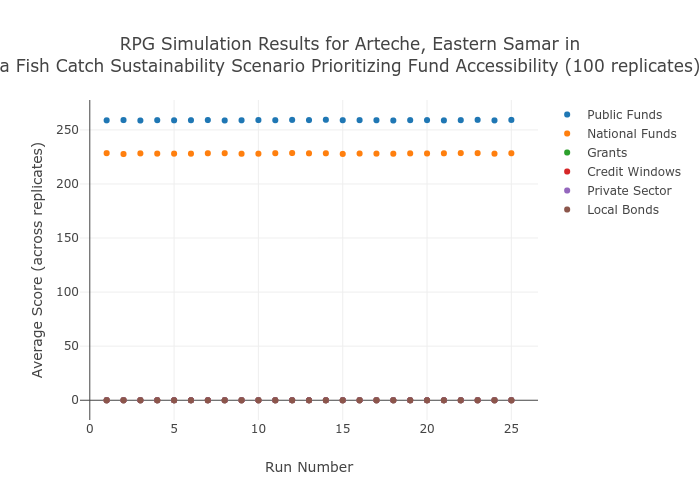 RPG Simulation Results for Arteche, Eastern Samar in
a Fish Catch Sustainability Scenario Prioritizing Fund Accessibility (100 replicates)
Average Score (across replicates)
250
200
150
100
50
0
0 5 10 15 20 25
Run Number
Public Funds
National Funds
Grants
Credit Windows
Private Sector
Local Bonds